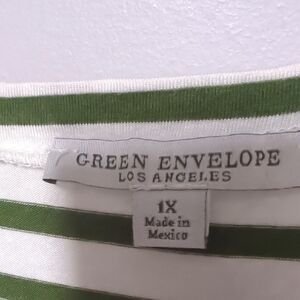 GREEN ENVELOPE
LOS ANGELES
1X
Made in
Mexico